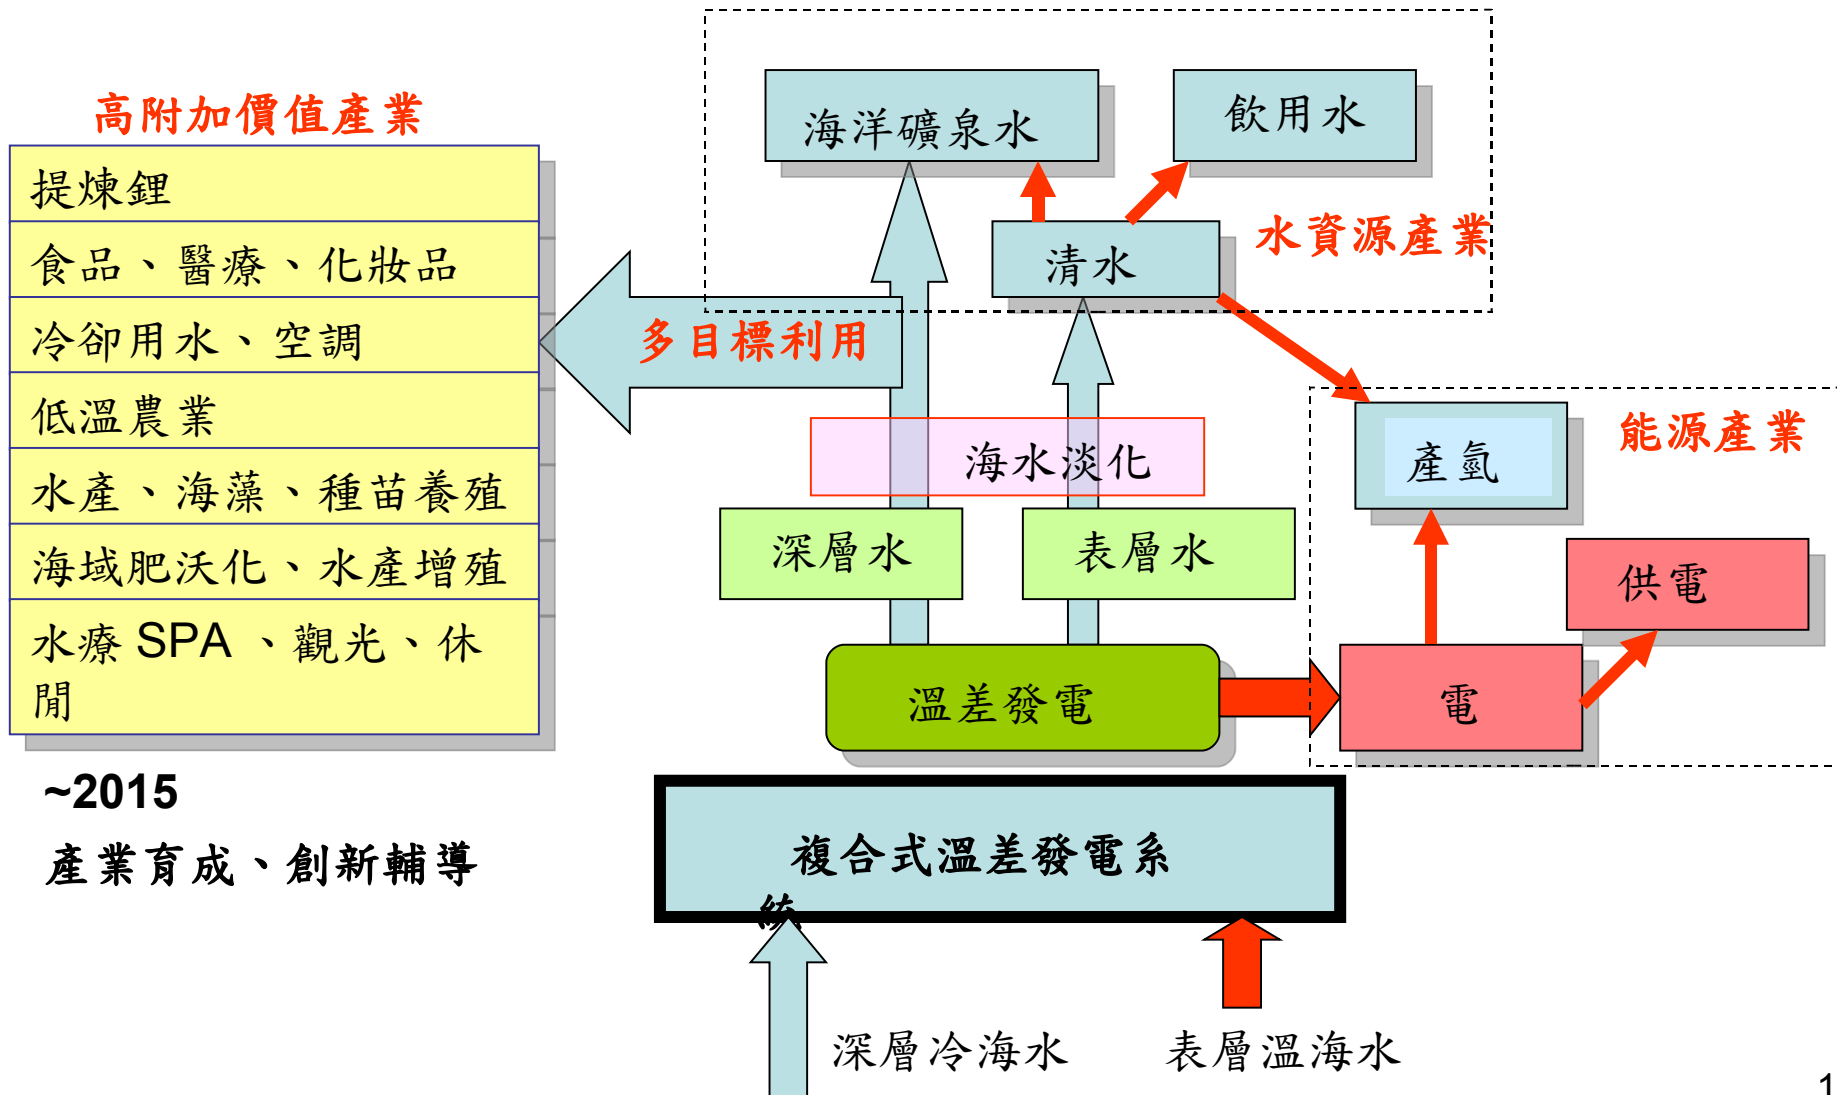 高附加價值產業
提煉鋰
食品、醫療、化妝品
冷卻用水、空調
低溫農業
水產、海藻、種苗養殖
海域肥沃化、水產增殖
水療 SPA 、觀光、休
閒
~2015
產業育成、創新輔導
海洋礦泉水
飲用水
清水
水資源產業
多目標利用
海水淡化
深層水
表層水
產氫
能源產業
供電
溫差發電
電
複合式溫差發電系
統
深層冷海水
表層溫海水
1